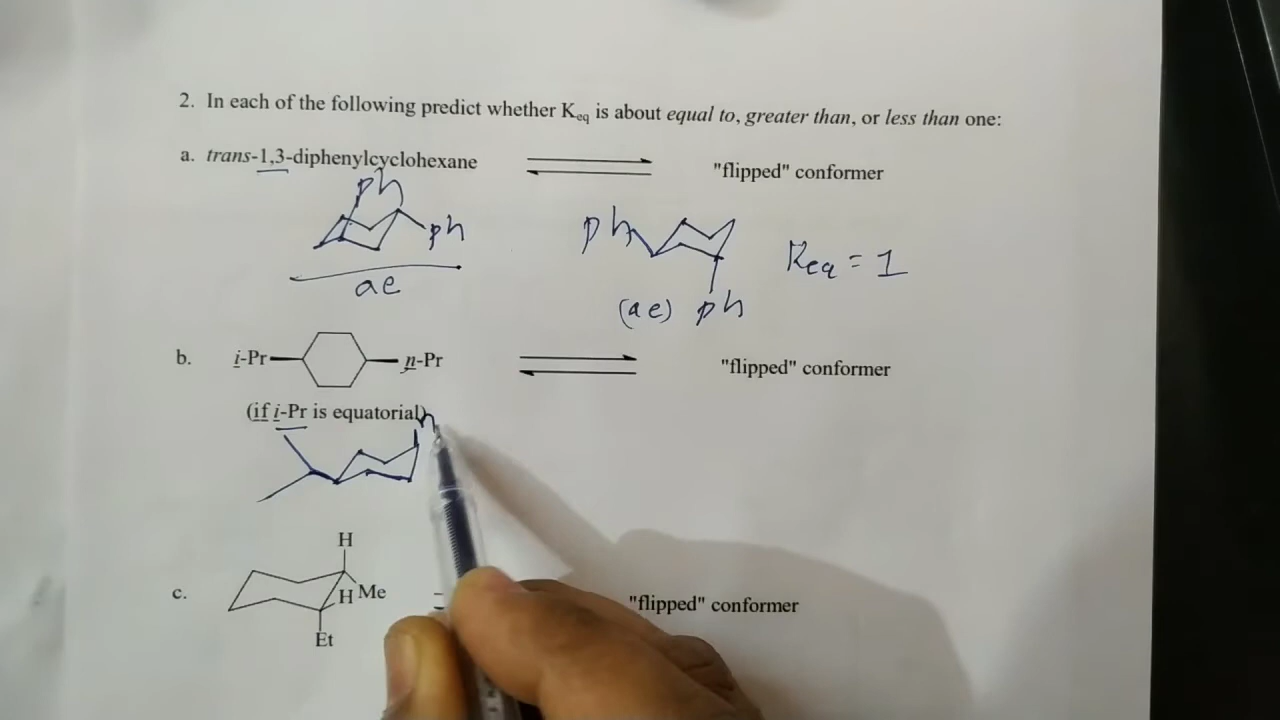 2. In each of the following predict whether Keq is about equal to, greater than, or less than one:
a. trans-1,3-diphenylcyclohexane "flipped" conformer
ph
ph
ae
ph
ph
(ae)
Keq = 1
b. i-Pr n-Pr "flipped" conformer
(if i-Pr is equatorial)
c. H
H Me
Et
"flipped" conformer